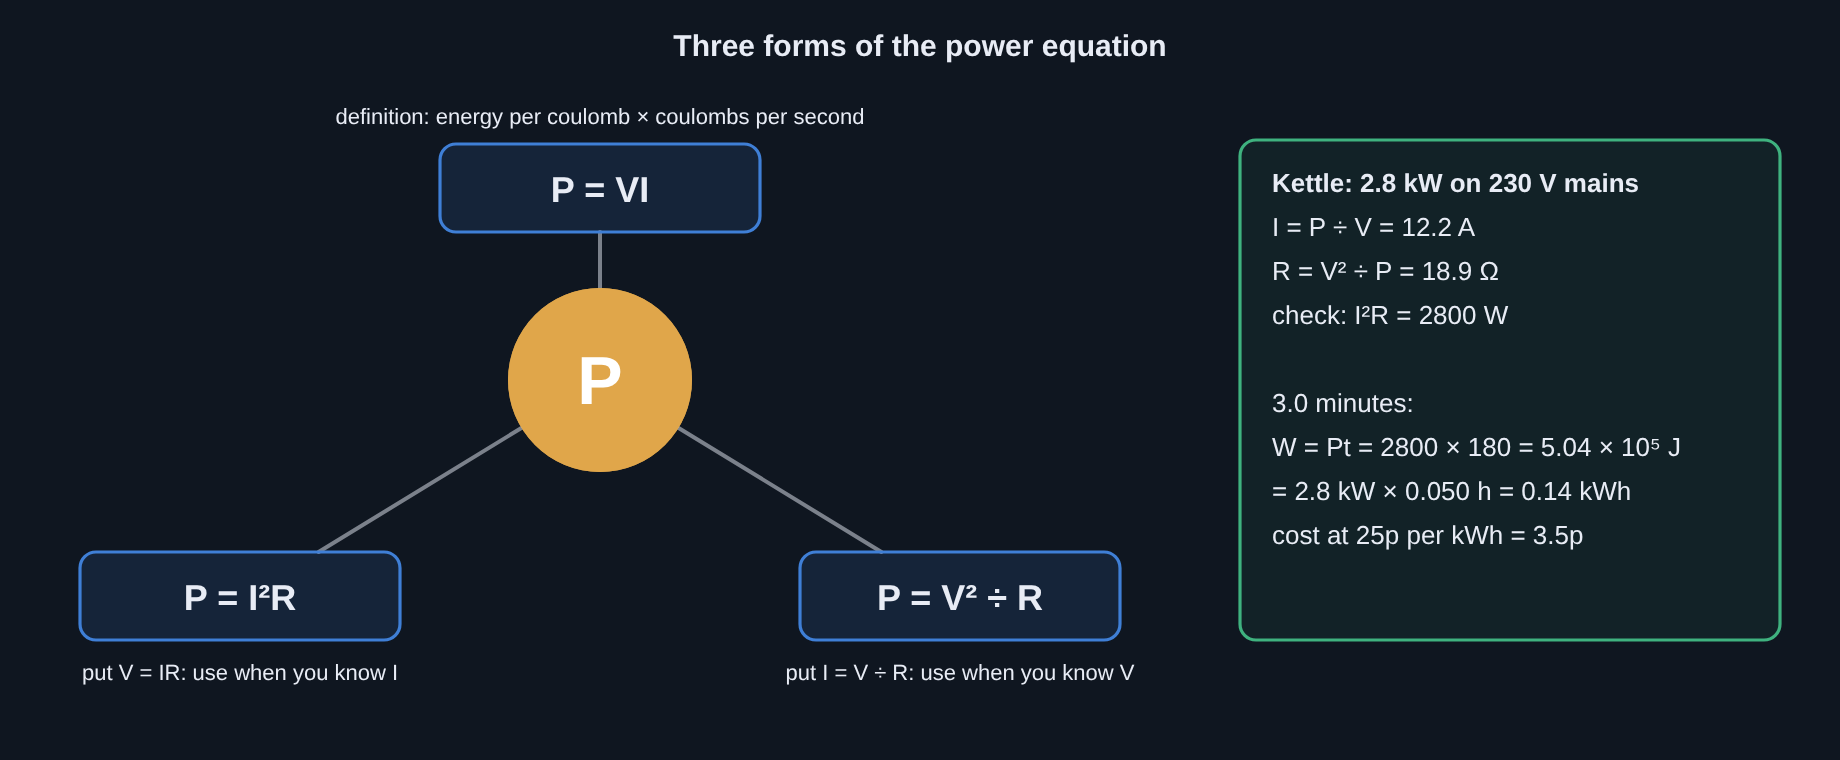 Three forms of the power equation
definition: energy per coulomb × coulombs per second
P = VI
P
P = I²R
put V = IR: use when you know I
P = V² ÷ R
put I = V ÷ R: use when you know V
Kettle: 2.8 kW on 230 V mains
I = P ÷ V = 12.2 A
R = V² ÷ P = 18.9 Ω
check: I²R = 2800 W
3.0 minutes:
W = Pt = 2800 × 180 = 5.04 × 10⁵ J
= 2.8 kW × 0.050 h = 0.14 kWh
cost at 25p per kWh = 3.5p